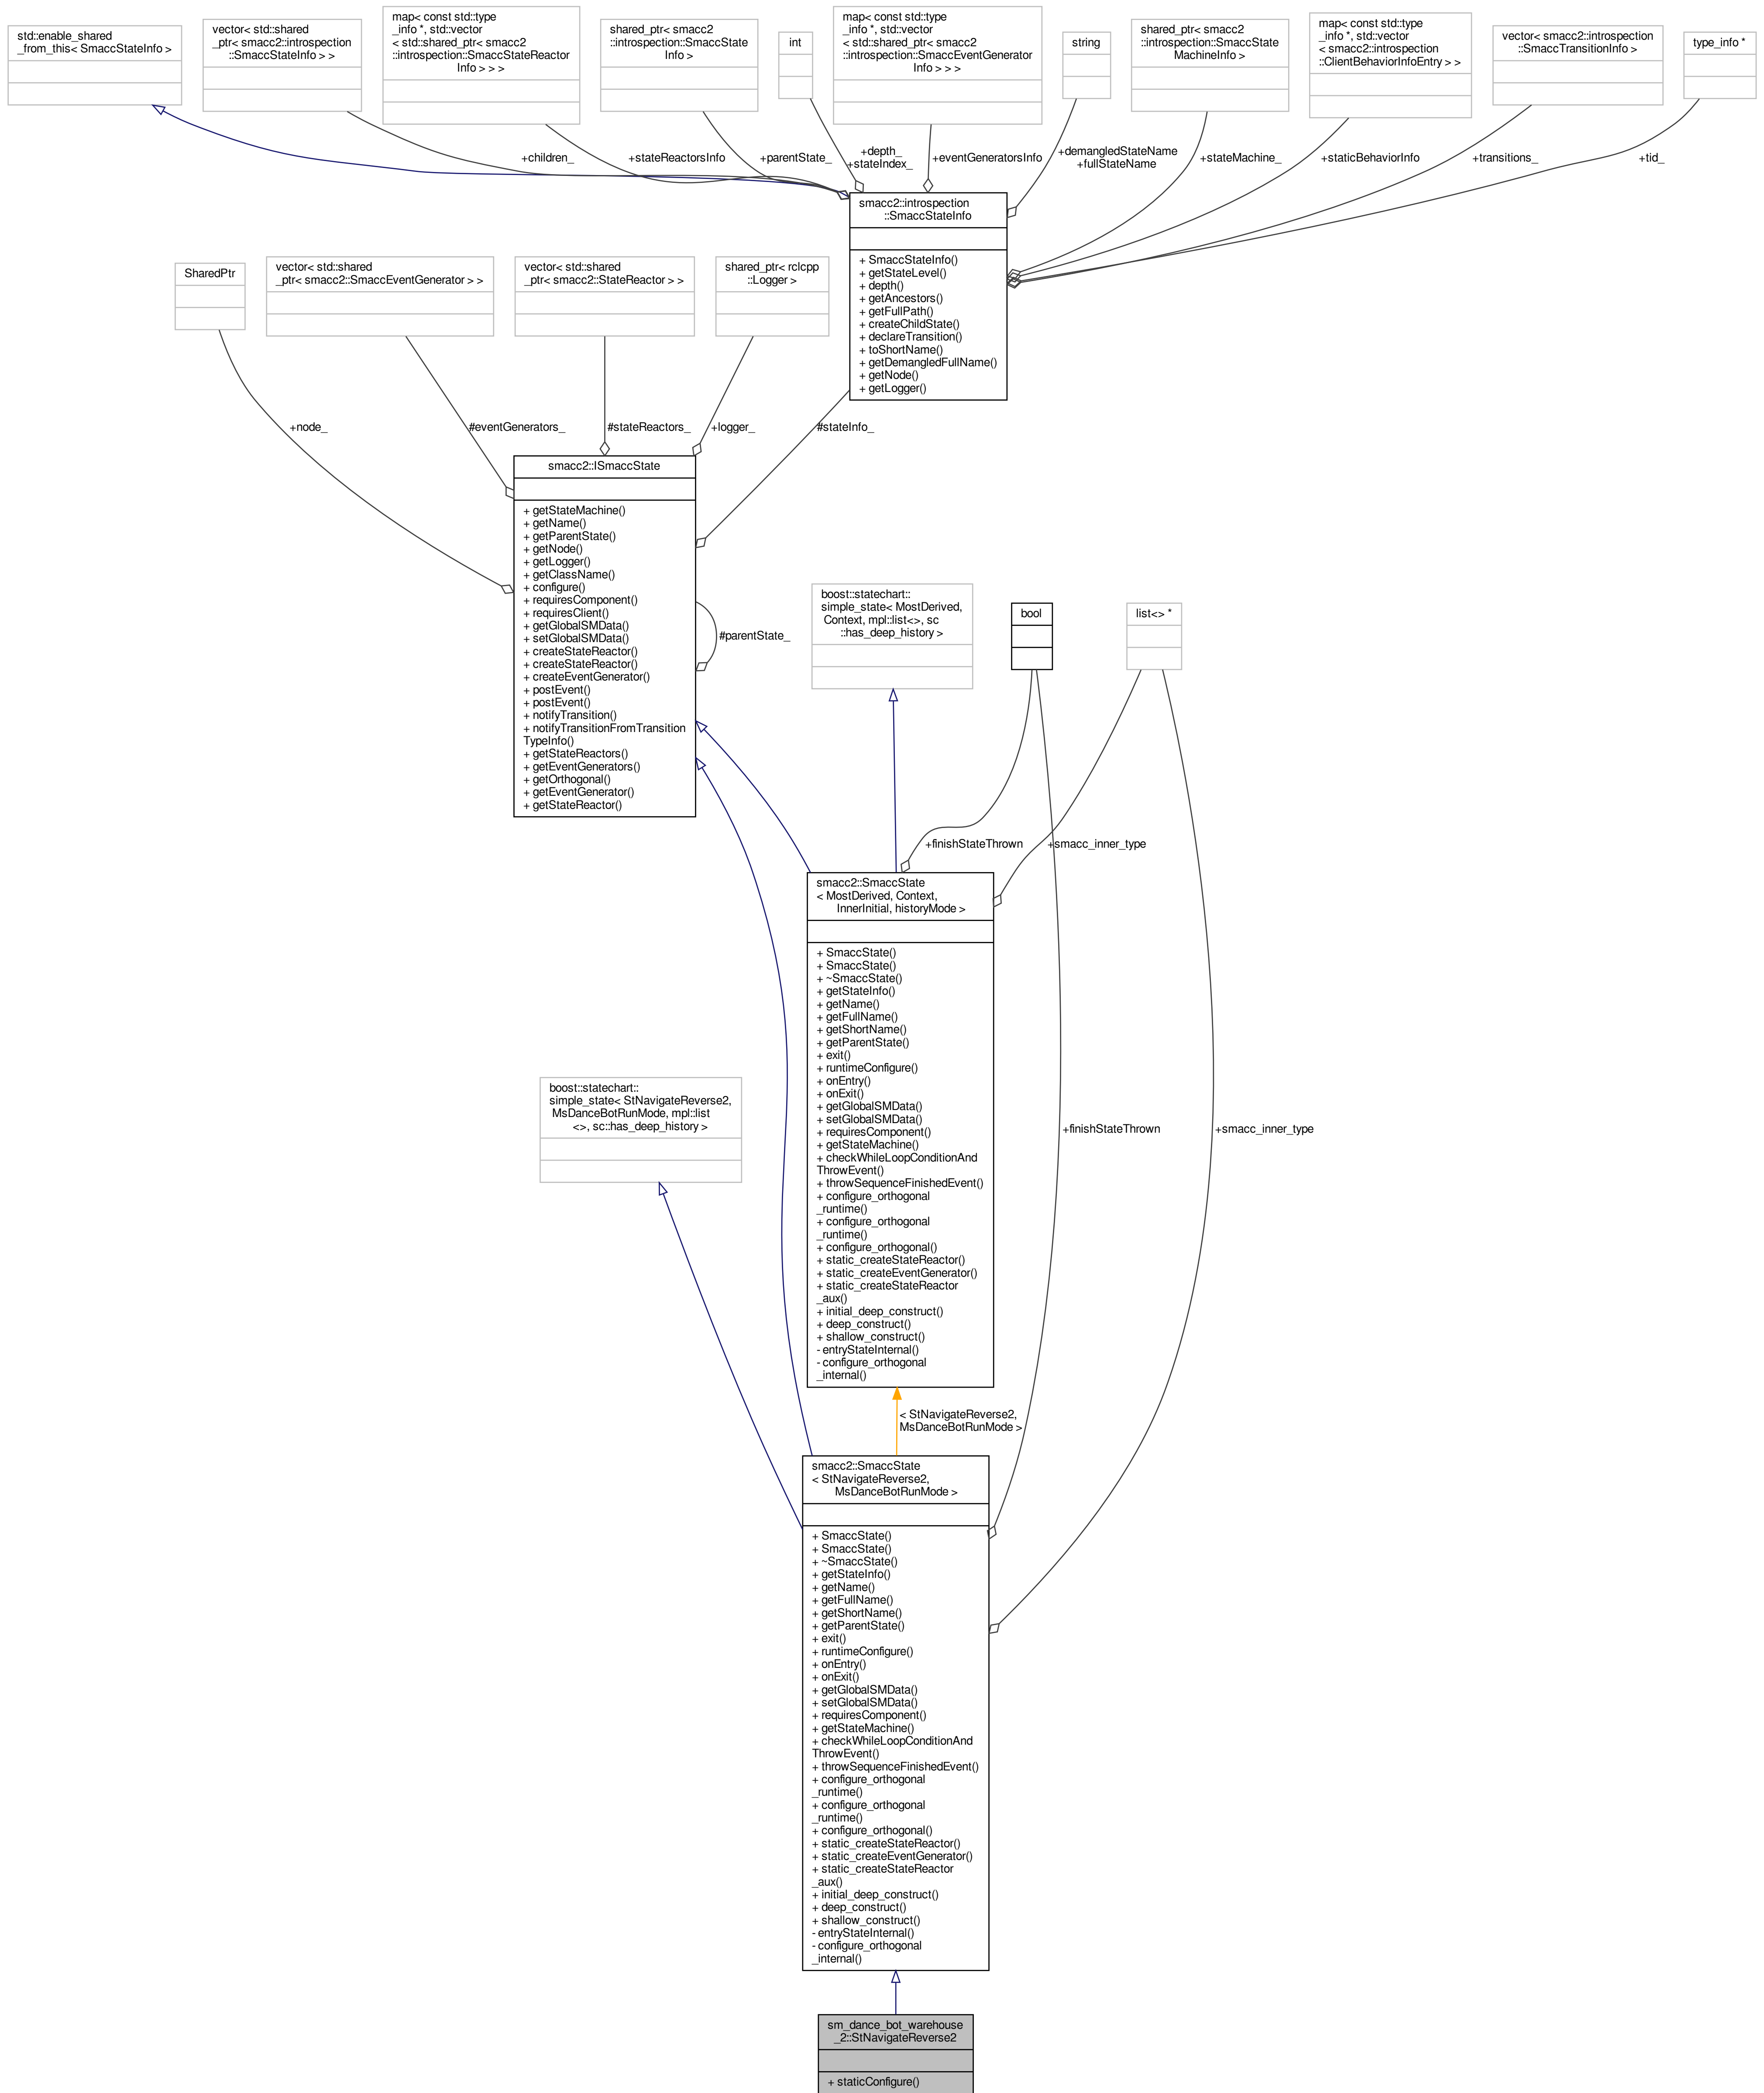 std::enable_shared
_from_this< SmaccStateInfo >
vector< std::shared
_ptr< smacc2::introspection
::SmaccStateInfo > >
map< const std::type
_info *, std::vector
< std::shared_ptr< smacc2
::introspection::SmaccStateReactor
Info > > >
shared_ptr< smacc2
::introspection::SmaccState
Info >
int
map< const std::type
_info *, std::vector
< std::shared_ptr< smacc2
::introspection::SmaccEventGenerator
Info > > >
string
shared_ptr< smacc2
::introspection::SmaccState
MachineInfo >
map< const std::type
_info *, std::vector
< smacc2::introspection
::ClientBehaviorInfoEntry > >
vector< smacc2::introspection
::SmaccTransitionInfo >
type_info *
+children_
+stateReactorsInfo
+parentState_
+depth_
+stateIndex_
+eventGeneratorsInfo
+demangledStateName
+fullStateName
+stateMachine_
+staticBehaviorInfo
+transitions_
+tid_
smacc2::introspection
::SmaccStateInfo
+ SmaccStateInfo()
+ getStateLevel()
+ depth()
+ getAncestors()
+ getFullPath()
+ createChildState()
+ declareTransition()
+ toShortName()
+ getDemangledFullName()
+ getNode()
+ getLogger()
SharedPtr
vector< std::shared
_ptr< smacc2::SmaccEventGenerator > >
vector< std::shared
_ptr< smacc2::StateReactor > >
shared_ptr< rclcpp
::Logger >
+node_
#eventGenerators_
#stateReactors_
+logger_
#stateInfo_
smacc2::ISmaccState
+ getStateMachine()
+ getName()
+ getParentState()
+ getNode()
+ getLogger()
+ getClassName()
+ configure()
+ requiresComponent()
+ requiresClient()
+ getGlobalSMData()
+ setGlobalSMData()
+ createStateReactor()
+ createStateReactor()
+ createEventGenerator()
+ postEvent()
+ postEvent()
+ notifyTransition()
+ notifyTransitionFromTransition
TypeInfo()
+ getStateReactors()
+ getEventGenerators()
+ getOrthogonal()
+ getEventGenerator()
+ getStateReactor()
#parentState_
boost::statechart::
simple_state< MostDerived,
Context, mpl::list<>, sc
::has_deep_history >
bool
list<> *
+finishStateThrown
+smacc_inner_type
smacc2::SmaccState
< MostDerived, Context,
InnerInitial, historyMode >
+ SmaccState()
+ SmaccState()
+ ~SmaccState()
+ getStateInfo()
+ getName()
+ getFullName()
+ getShortName()
+ getParentState()
+ exit()
+ runtimeConfigure()
+ onEntry()
+ onExit()
+ getGlobalSMData()
+ setGlobalSMData()
+ requiresComponent()
+ getStateMachine()
+ checkWhileLoopConditionAnd
ThrowEvent()
+ throwSequenceFinishedEvent()
+ configure_orthogonal
_runtime()
+ configure_orthogonal
_runtime()
+ configure_orthogonal()
+ static_createStateReactor()
+ static_createEventGenerator()
+ static_createStateReactor
_aux()
+ initial_deep_construct()
+ deep_construct()
+ shallow_construct()
- entryStateInternal()
- configure_orthogonal
_internal()
boost::statechart::
simple_state< StNavigateReverse2,
MsDanceBotRunMode, mpl::list
<>, sc::has_deep_history >
+finishStateThrown
+smacc_inner_type
< StNavigateReverse2,
MsDanceBotRunMode >
smacc2::SmaccState
< StNavigateReverse2,
MsDanceBotRunMode >
+ SmaccState()
+ SmaccState()
+ ~SmaccState()
+ getStateInfo()
+ getName()
+ getFullName()
+ getShortName()
+ getParentState()
+ exit()
+ runtimeConfigure()
+ onEntry()
+ onExit()
+ getGlobalSMData()
+ setGlobalSMData()
+ requiresComponent()
+ getStateMachine()
+ checkWhileLoopConditionAnd
ThrowEvent()
+ throwSequenceFinishedEvent()
+ configure_orthogonal
_runtime()
+ configure_orthogonal
_runtime()
+ configure_orthogonal()
+ static_createStateReactor()
+ static_createEventGenerator()
+ static_createStateReactor
_aux()
+ initial_deep_construct()
+ deep_construct()
+ shallow_construct()
- entryStateInternal()
- configure_orthogonal
_internal()
sm_dance_bot_warehouse
_2::StNavigateReverse2
+ staticConfigure()